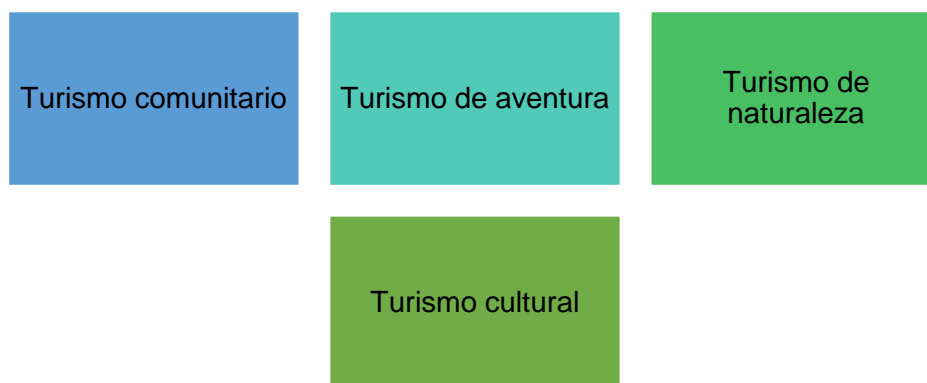 Turismo comunitario
Turismo de aventura
Turismo de
naturaleza
Turismo cultural